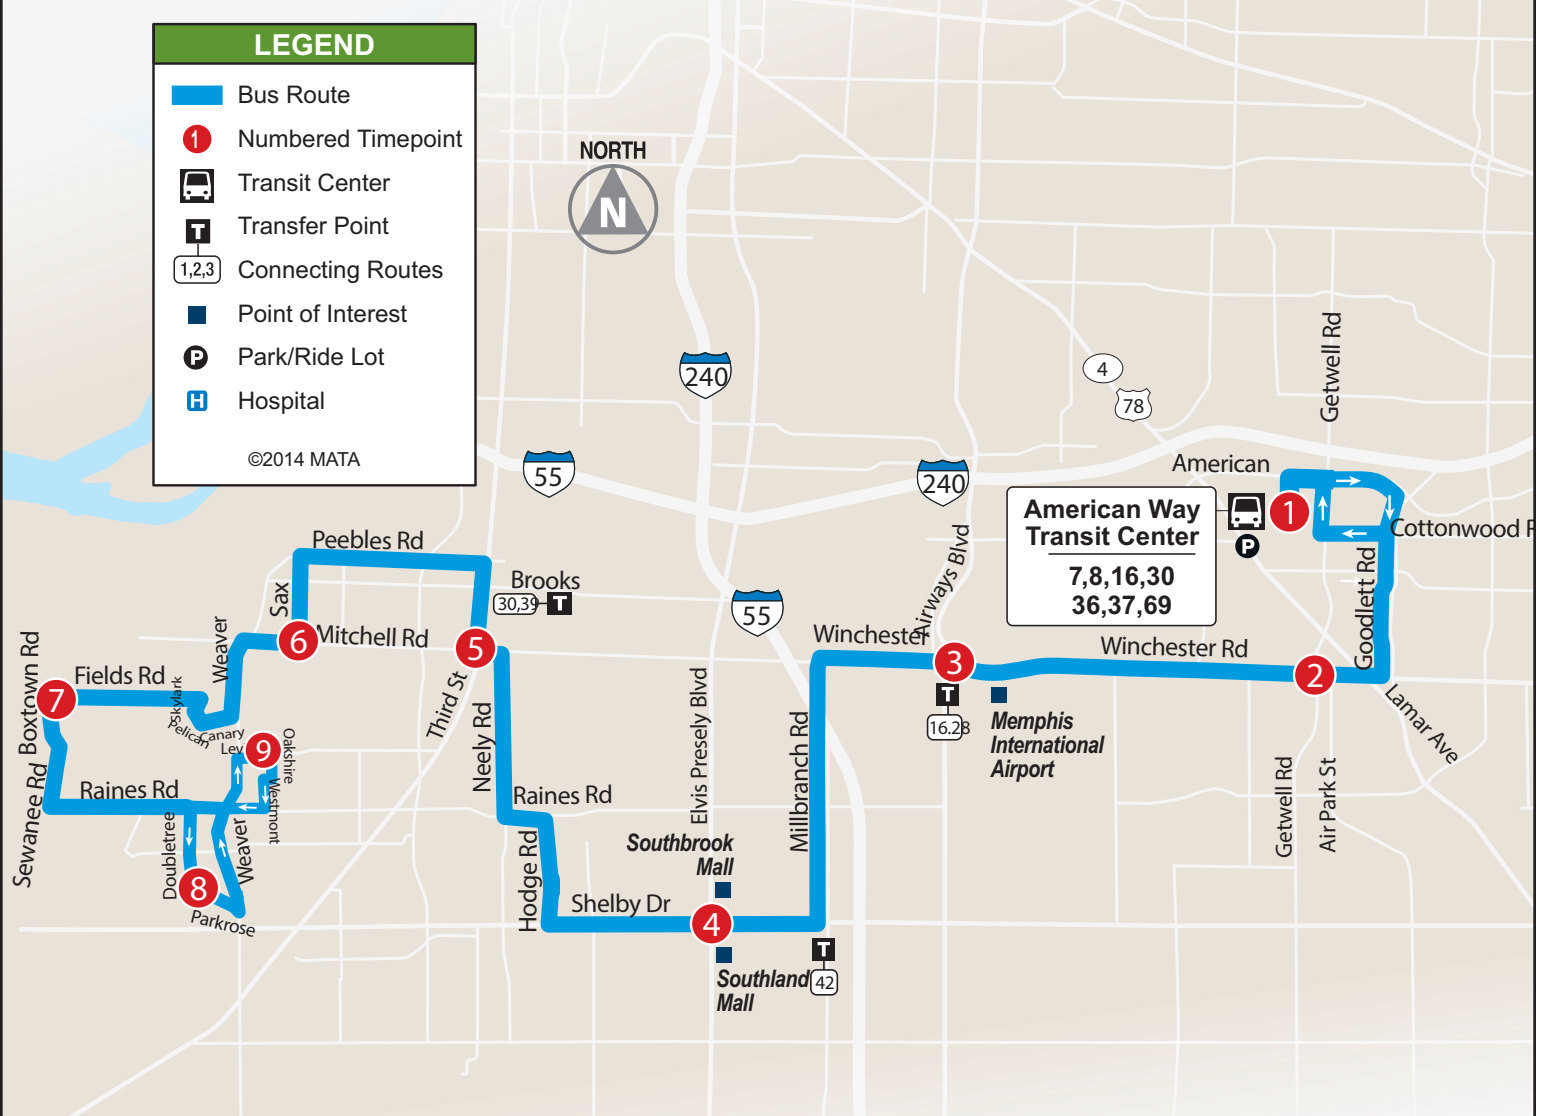 LEGEND
Bus Route
1
Numbered Timepoint
Transit Center
T
Transfer Point
1,2,3
Connecting Routes
Point of Interest
P
Park/Ride Lot
H
Hospital
©2014 MATA
NORTH
N
240
55
240
55
4
78
Getwell Rd
American
1
American Way
Transit Center
7,8,16,30
36,37,69
P
Cottonwood R
Goodlett Rd
Peebles Rd
Brooks
30,39
T
Sax
6
Mitchell Rd
5
Weaver
Third St
Neely Rd
Boxtown Rd
Fields Rd
7
Skylark
Pelican
Canary
Lev
9
Oakshire
Westmont
Sewanee Rd
Raines Rd
Doubletree
Weaver
8
Parkrose
Raines Rd
Hodge Rd
Shelby Dr
Elvis Presely Blvd
Southbrook
Mall
4
Southland
Mall
T
42
Millbranch Rd
Winchester
Airways Blvd
3
T
16.28
Memphis
International
Airport
Winchester Rd
2
Lamar Ave
Getwell Rd
Air Park St